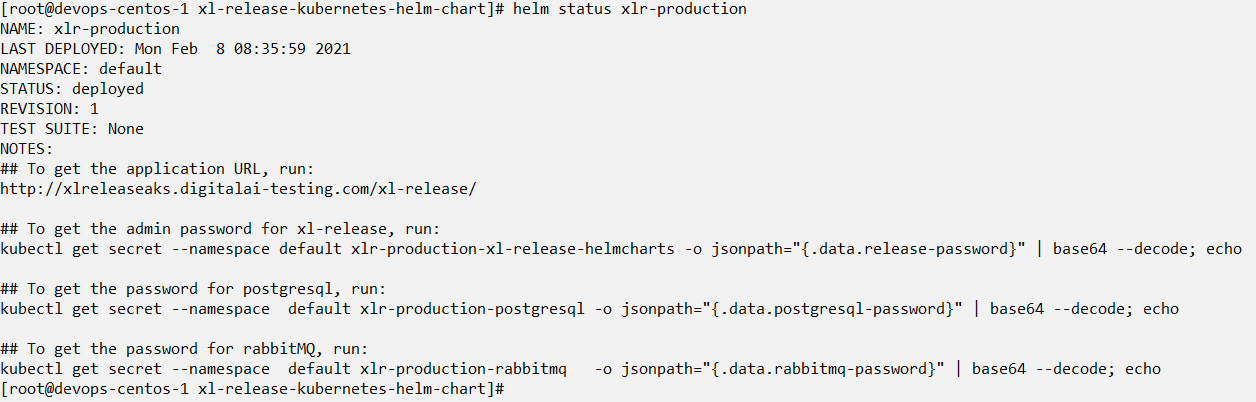 [root@devops-centos-1 xl-release-kubernetes-helm-chart]# helm status xlr-production
NAME: xlr-production
LAST DEPLOYED: Mon Feb  8 08:35:59 2021
NAMESPACE: default
STATUS: deployed
REVISION: 1
TEST SUITE: None
NOTES:
## To get the application URL, run:
http://xlreleaseaks.digitalai-testing.com/xl-release/

## To get the admin password for xl-release, run:
kubectl get secret --namespace default xlr-production-xl-release-helmcharts -o jsonpath="{.data.release-password}" | base64 --decode; echo

## To get the password for postgresql, run:
kubectl get secret --namespace  default xlr-production-postgresql -o jsonpath="{.data.postgresql-password}" | base64 --decode; echo

## To get the password for rabbitMQ, run:
kubectl get secret --namespace  default xlr-production-rabbitmq   -o jsonpath="{.data.rabbitmq-password}" | base64 --decode; echo
[root@devops-centos-1 xl-release-kubernetes-helm-chart]#